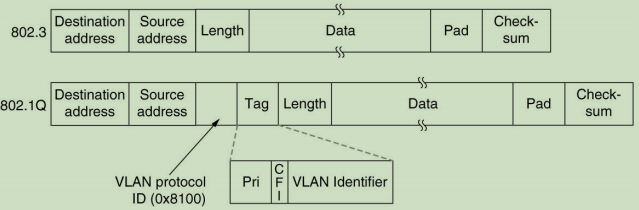 802.3
Destination
address
Source
address
Length
Data
Pad
Check-
sum
802.1Q
Destination
address
Source
address
Tag
Length
Data
Pad
Check-
sum
VLAN protocol
ID (0x8100)
Pri
C
F
I
VLAN Identifier